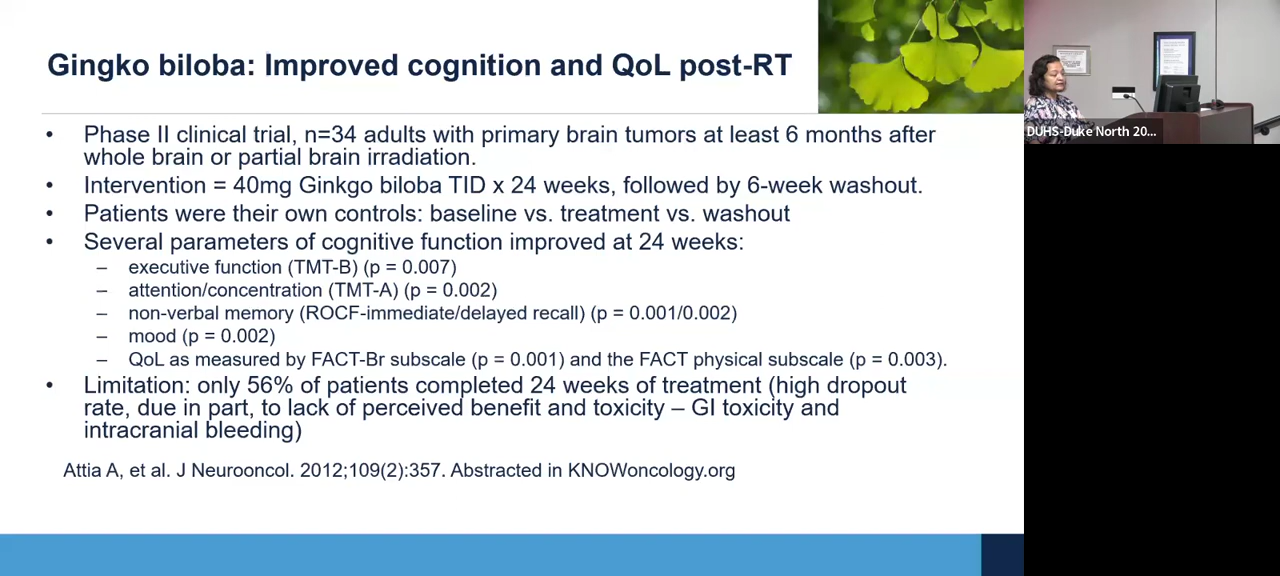 Gingko biloba: Improved cognition and QoL post-RT
• Phase II clinical trial, n=34 adults with primary brain tumors at least 6 months after
whole brain or partial brain irradiation.
• Intervention = 40mg Ginkgo biloba TID x 24 weeks, followed by 6-week washout.
• Patients were their own controls: baseline vs. treatment vs. washout
• Several parameters of cognitive function improved at 24 weeks:
– executive function (TMT-B) (p = 0.007)
– attention/concentration (TMT-A) (p = 0.002)
– non-verbal memory (ROCF-immediate/delayed recall) (p = 0.001/0.002)
– mood (p = 0.002)
– QoL as measured by FACT-Br subscale (p = 0.001) and the FACT physical subscale (p = 0.003).
• Limitation: only 56% of patients completed 24 weeks of treatment (high dropout
rate, due in part, to lack of perceived benefit and toxicity – GI toxicity and
intracranial bleeding)
Attia A, et al. J Neurooncol. 2012;109(2):357. Abstracted in KNOWoncology.org
DUHS-Duke North 20...